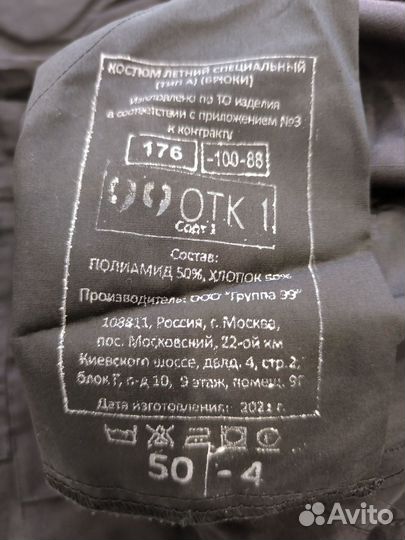 КОСТЮМ ЛЕТНИЙ СПЕЦИАЛЬНЫЙ
(ТИП А) (БРЮКИ)
Изготовлено по ТО изделия
в соответствии с приложением №3
к контракту
176 -100-88
ОТК 1
Сорт 1
Состав:
ПОЛИАМИД 50%, ХЛОПОК 50%
Производитель: ООО "Группа 99"
108811, Россия, г. Москва,
пос. Московский, 22-ой км
Киевского шоссе, двлд. 4, стр.2,
блок Г, п-д 10, 9 этаж, помещ. 9
Дата изготовления: 2021 г.
50 - 4
Avito